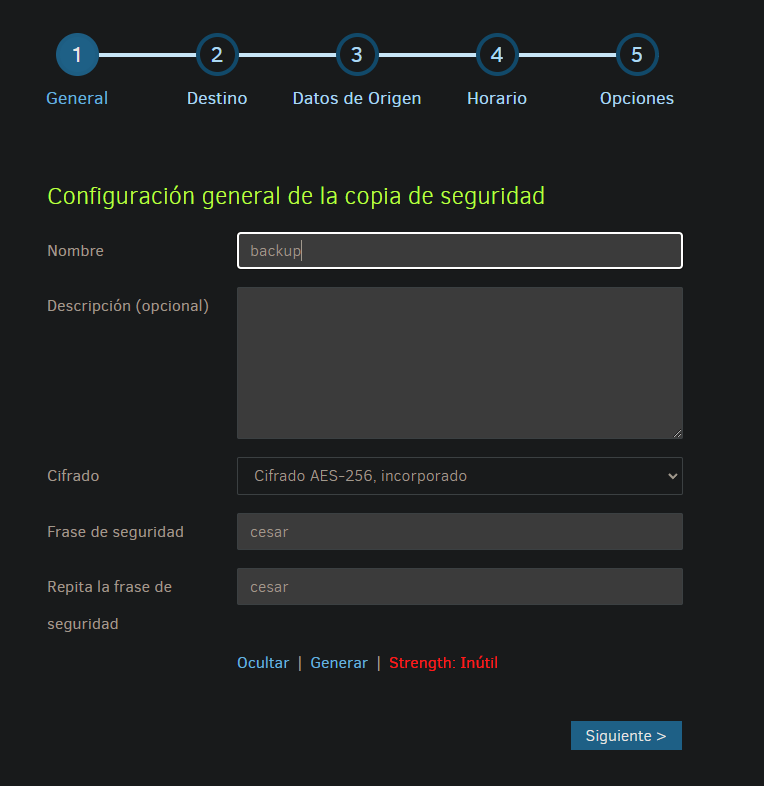 1 2 3 4 5
General Destino Datos de Origen Horario Opciones
Configuración general de la copia de seguridad
Nombre backup
Descripción (opcional)
Cifrado Cifrado AES-256, incorporado
Frase de seguridad cesar
Repita la frase de cesar
seguridad
Ocultar | Generar | Strength: Inútil
Siguiente >